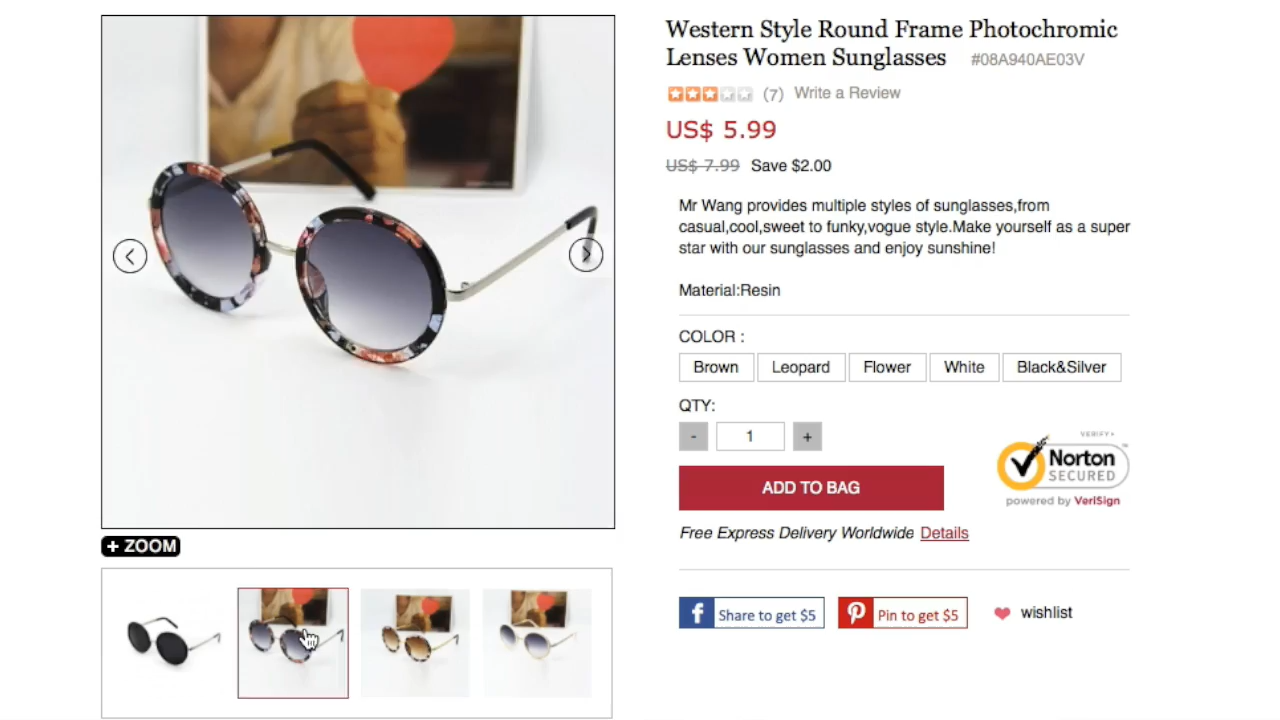 Western Style Round Frame Photochromic
Lenses Women Sunglasses #08A940AE03V
(7) Write a Review
US$ 5.99
US$ 7.99 Save $2.00
Mr Wang provides multiple styles of sunglasses,from
casual,cool,sweet to funky,vogue style.Make yourself as a super
star with our sunglasses and enjoy sunshine!
Material:Resin
COLOR :
Brown Leopard Flower White Black&Silver
QTY:
- 1 +
VERIFY▸
Norton
SECURED
powered by VeriSign
ADD TO BAG
Free Express Delivery Worldwide Details
+ ZOOM
f Share to get $5 Pin to get $5 wishlist